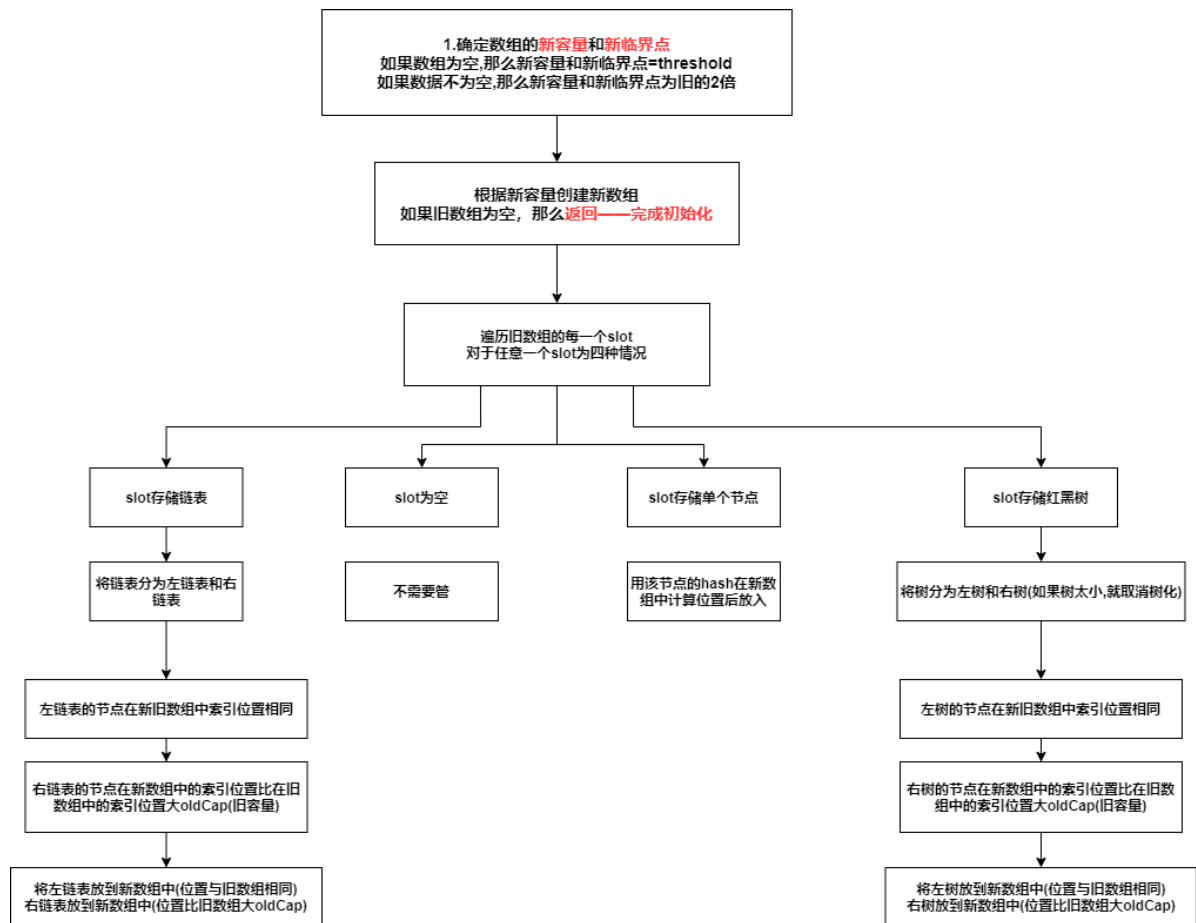 1.确定数组的新容量和新临界点
如果数组为空,那么新容量和新临界点=threshold
如果数据不为空,那么新容量和新临界点为旧的2倍
根据新容量创建新数组
如果旧数组为空，那么返回——完成初始化
遍历旧数组的每一个slot
对于任意一个slot为四种情况
slot存储链表
slot为空
slot存储单个节点
slot存储红黑树
将链表分为左链表和右
链表
不需要管
用该节点的hash在新数
组中计算位置后放入
将树分为左树和右树(如果树太小,就取消树化)
左链表的节点在新旧数组中索引位置相同
左树的节点在新旧数组中索引位置相同
右链表的节点在新数组中的索引位置比在旧
数组中的索引位置大oldCap(旧容量)
右树的节点在新数组中的索引位置比在旧数
组中的索引位置大oldCap(旧容量)
将左链表放到新数组中(位置与旧数组相同)
右链表放到新数组中(位置比旧数组大oldCap)
将左树放到新数组中(位置与旧数组相同)
右树放到新数组中(位置比旧数组大oldCap)